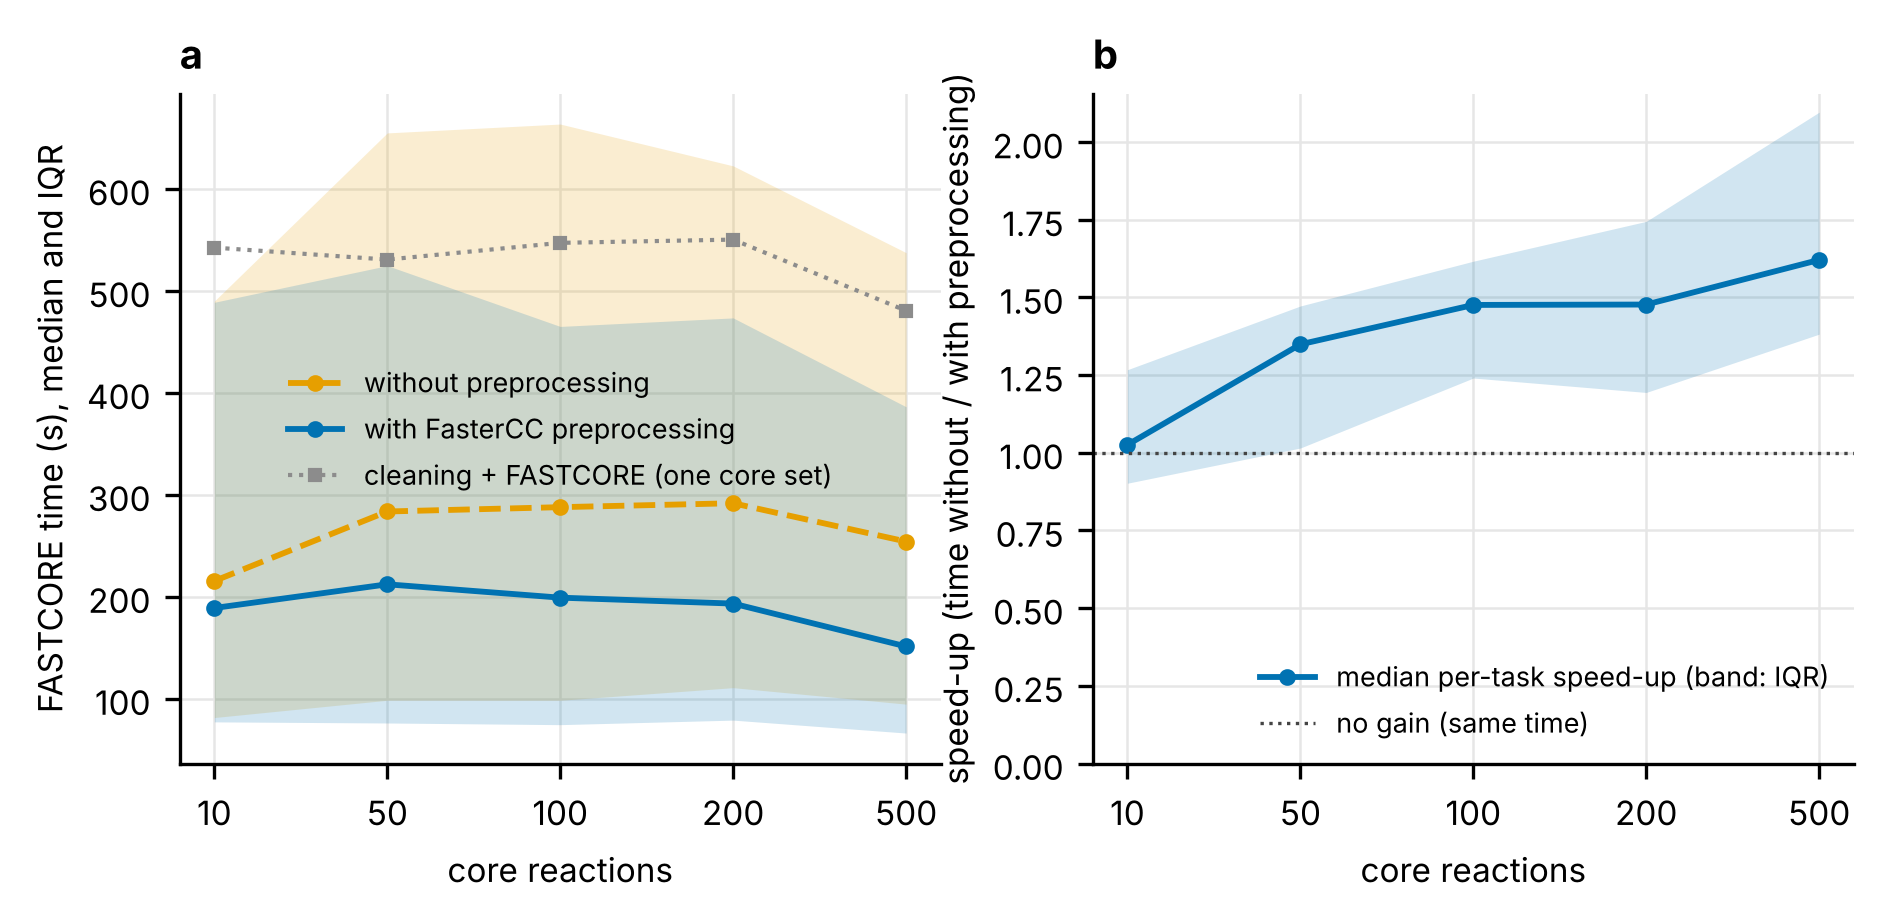 a
FASTCORE time (s), median and IQR
600
500
400
300
200
100
without preprocessing
with FasterCC preprocessing
cleaning + FASTCORE (one core set)
10 50 100 200 500
core reactions
b
speed-up (time without / with preprocessing)
2.00
1.75
1.50
1.25
1.00
0.75
0.50
0.25
0.00
median per-task speed-up (band: IQR)
no gain (same time)
10 50 100 200 500
core reactions